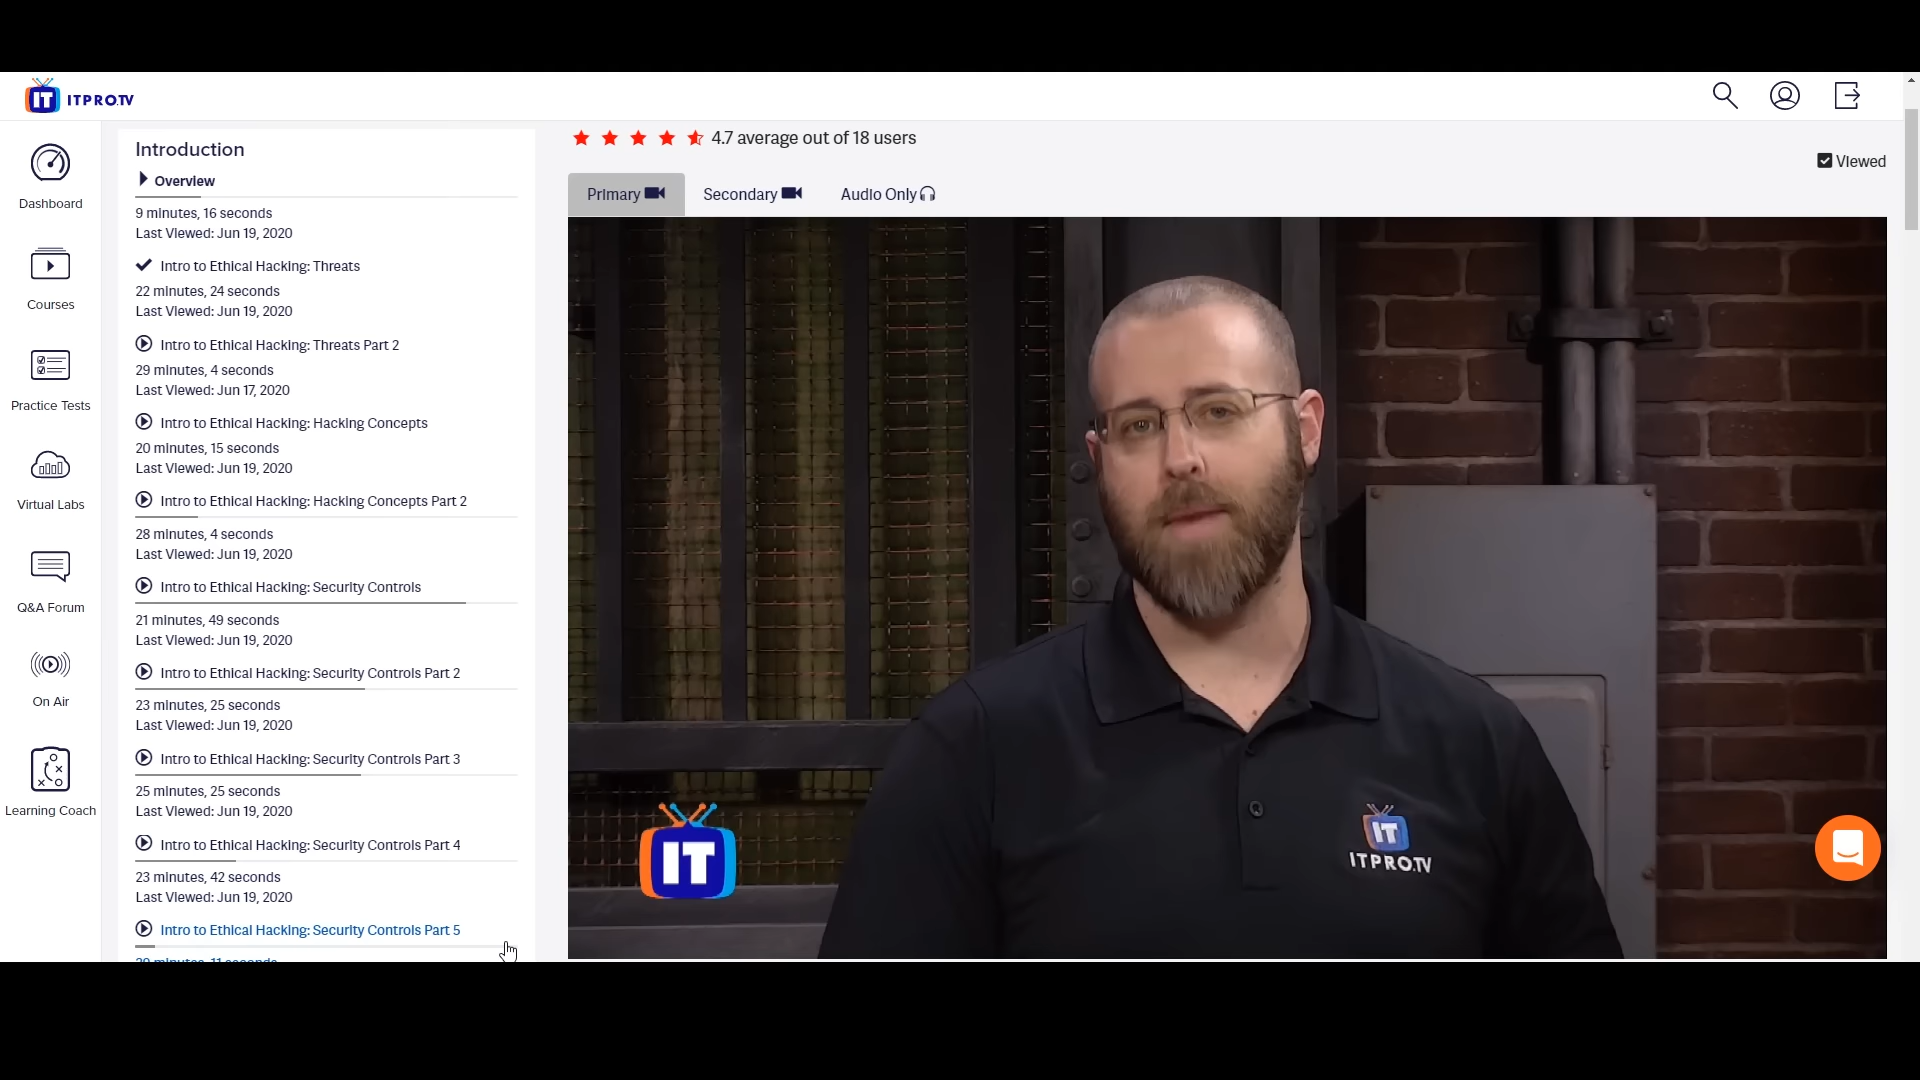 IT ITPRO.TV
Dashboard
Courses
Practice Tests
Virtual Labs
Q&A Forum
On Air
Learning Coach
Introduction
Overview
9 minutes, 16 seconds
Last Viewed: Jun 19, 2020
Intro to Ethical Hacking: Threats
22 minutes, 24 seconds
Last Viewed: Jun 19, 2020
Intro to Ethical Hacking: Threats Part 2
29 minutes, 4 seconds
Last Viewed: Jun 17, 2020
Intro to Ethical Hacking: Hacking Concepts
20 minutes, 15 seconds
Last Viewed: Jun 19, 2020
Intro to Ethical Hacking: Hacking Concepts Part 2
28 minutes, 4 seconds
Last Viewed: Jun 19, 2020
Intro to Ethical Hacking: Security Controls
21 minutes, 49 seconds
Last Viewed: Jun 19, 2020
Intro to Ethical Hacking: Security Controls Part 2
23 minutes, 25 seconds
Last Viewed: Jun 19, 2020
Intro to Ethical Hacking: Security Controls Part 3
25 minutes, 25 seconds
Last Viewed: Jun 19, 2020
Intro to Ethical Hacking: Security Controls Part 4
23 minutes, 42 seconds
Last Viewed: Jun 19, 2020
Intro to Ethical Hacking: Security Controls Part 5
minutes, 11 seconds
4.7 average out of 18 users
Viewed
Primary
Secondary
Audio Only
IT
IT
ITPRO.TV